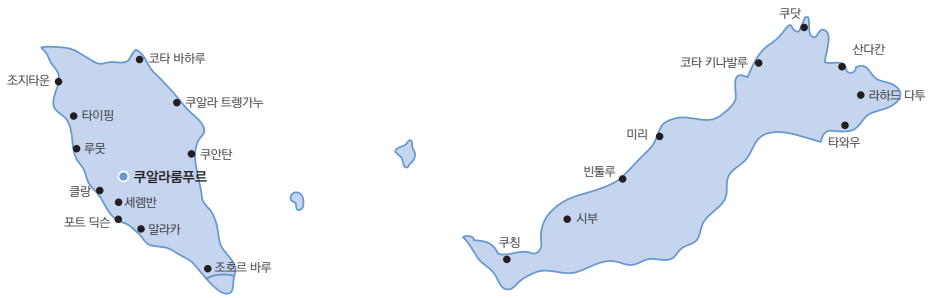 코타 바하루
조지타운
쿠알라 트렝가누
타이핑
루뭇
쿠안탄
쿠알라룸푸르
클랑
세렘반
포트 딕슨
말라카
조호르 바루
쿠닷
산다칸
코타 키나발루
라하드 다투
미리
타와우
빈툴루
시부
쿠칭